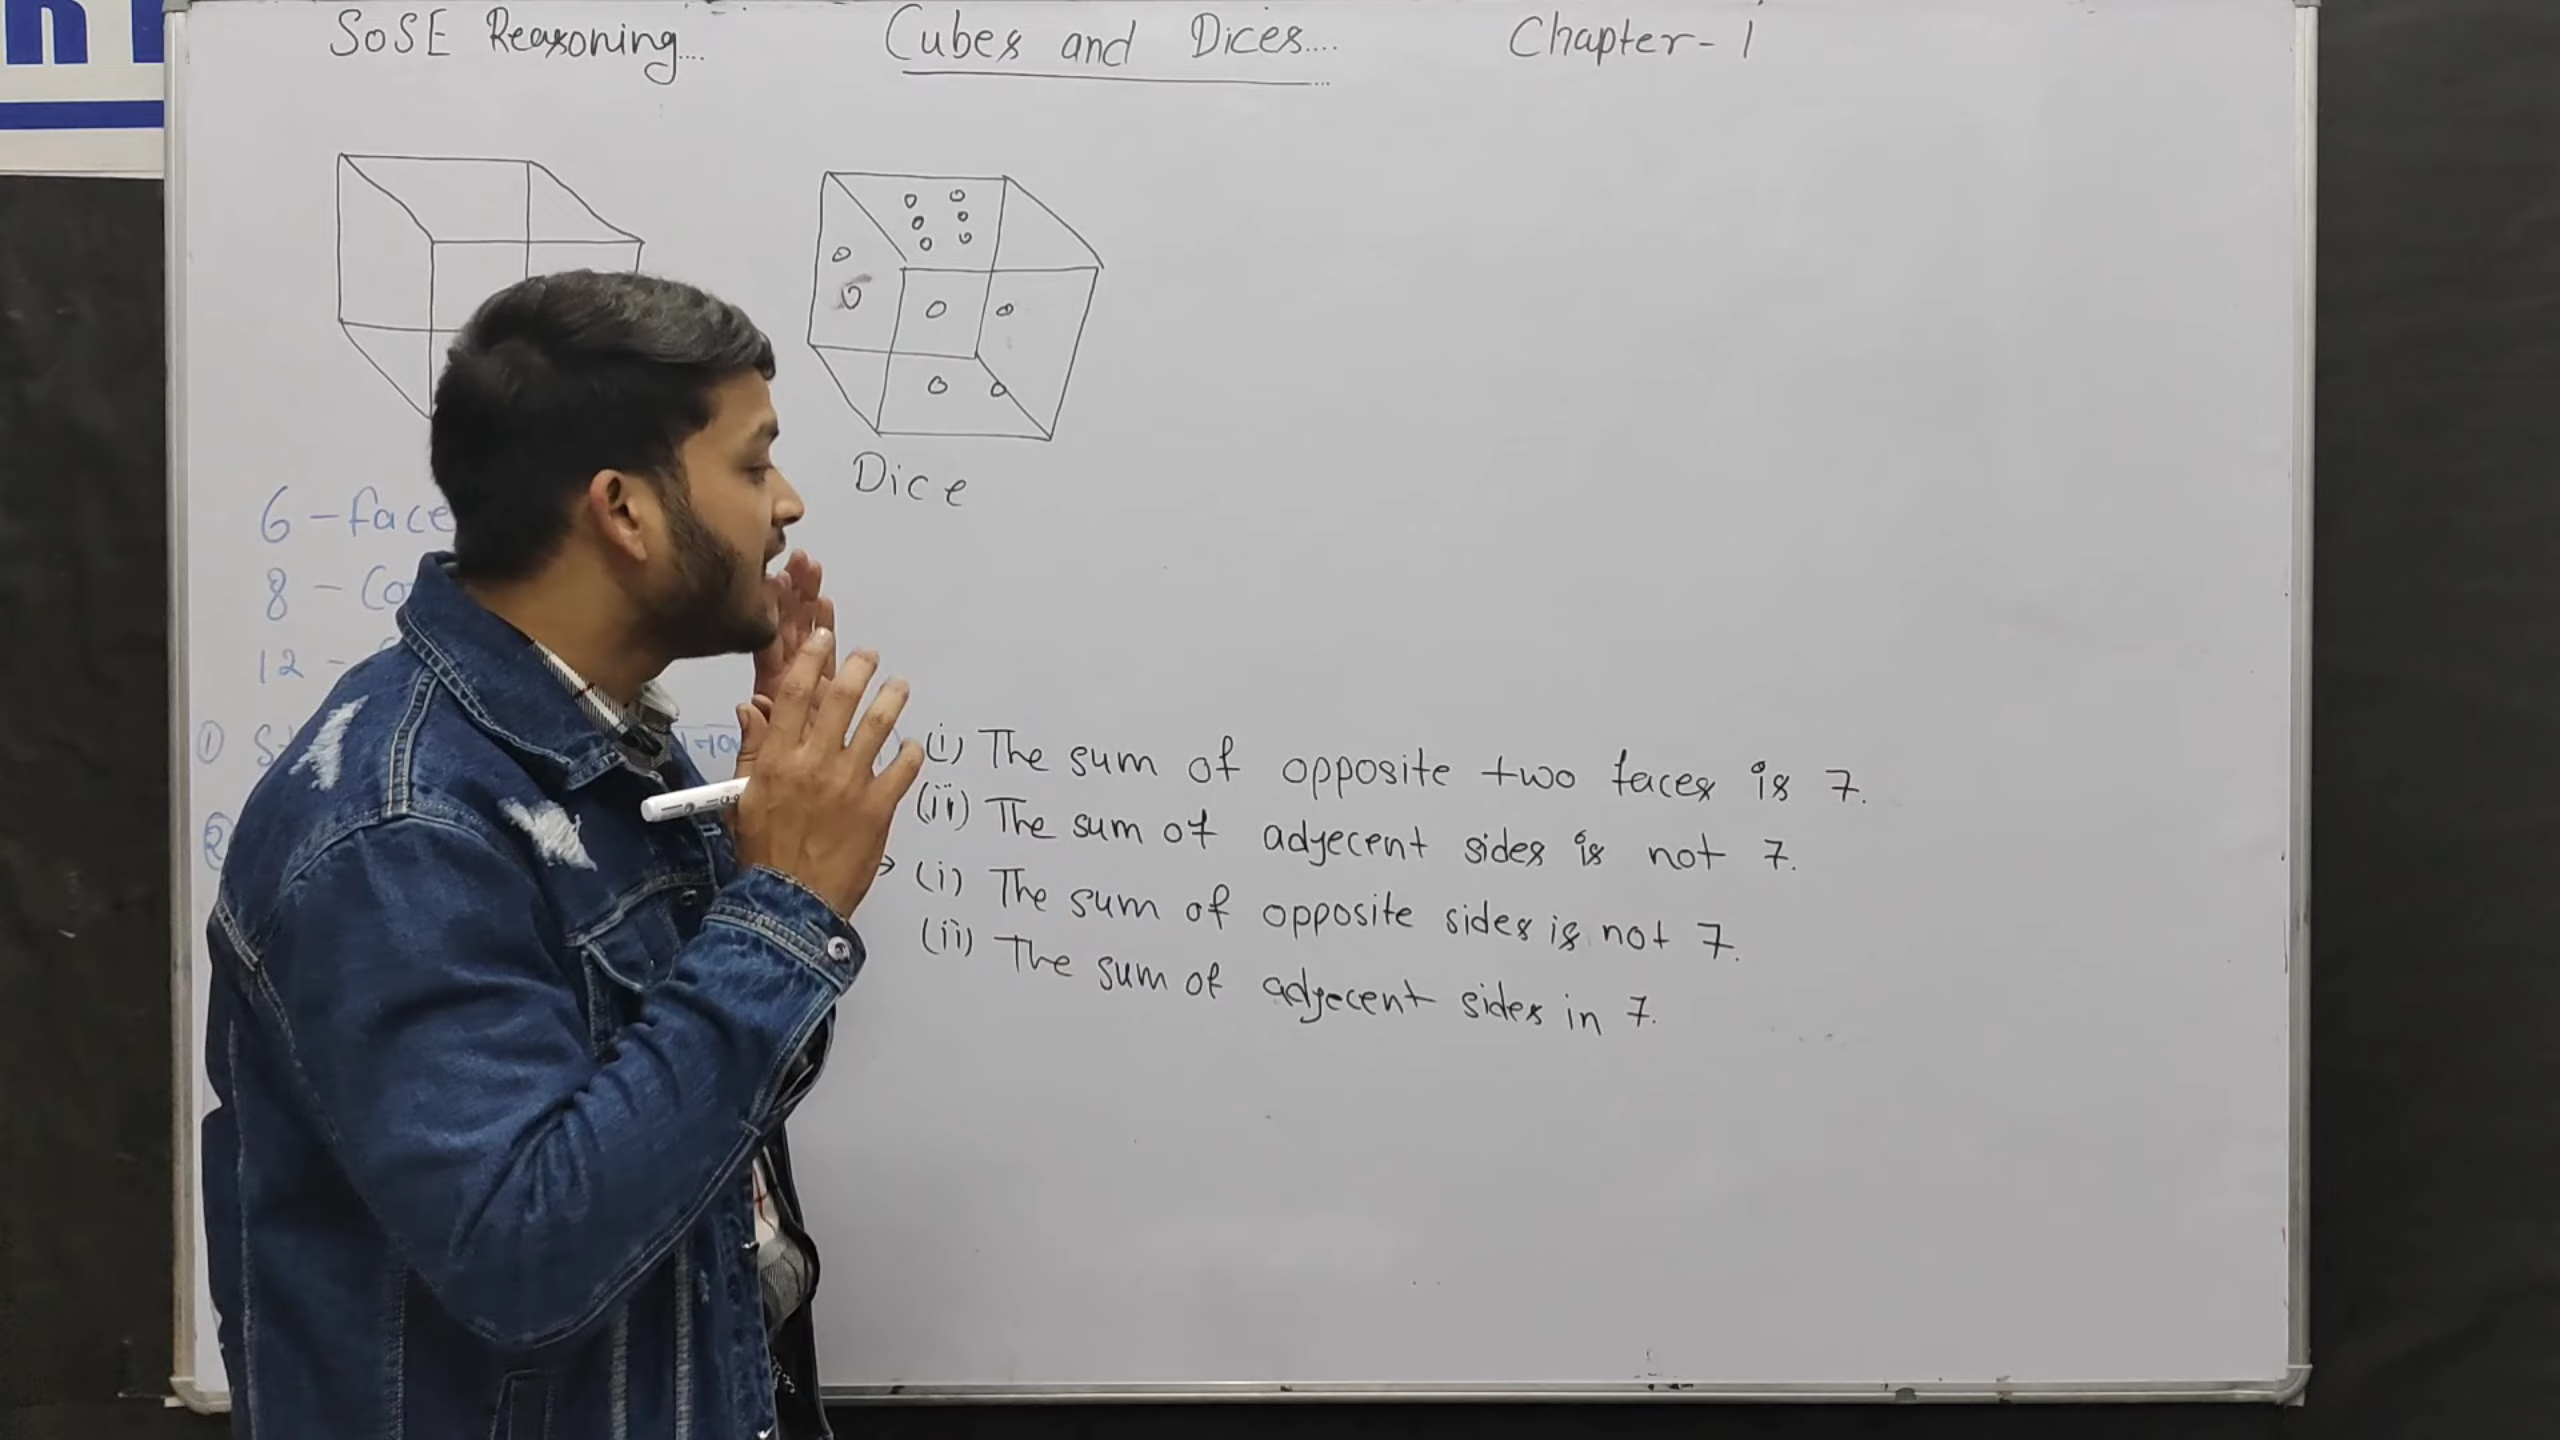 SoSE Reasoning.... Cubes and Dices.... Chapter-1
Dice
6 - face
8 -
12 -
①
②
(i) The sum of opposite two faces is 7.
(ii) The sum of adjecent sides is not 7.
→ (i) The sum of opposite sides is not 7.
(ii) The sum of adjecent sides in 7.